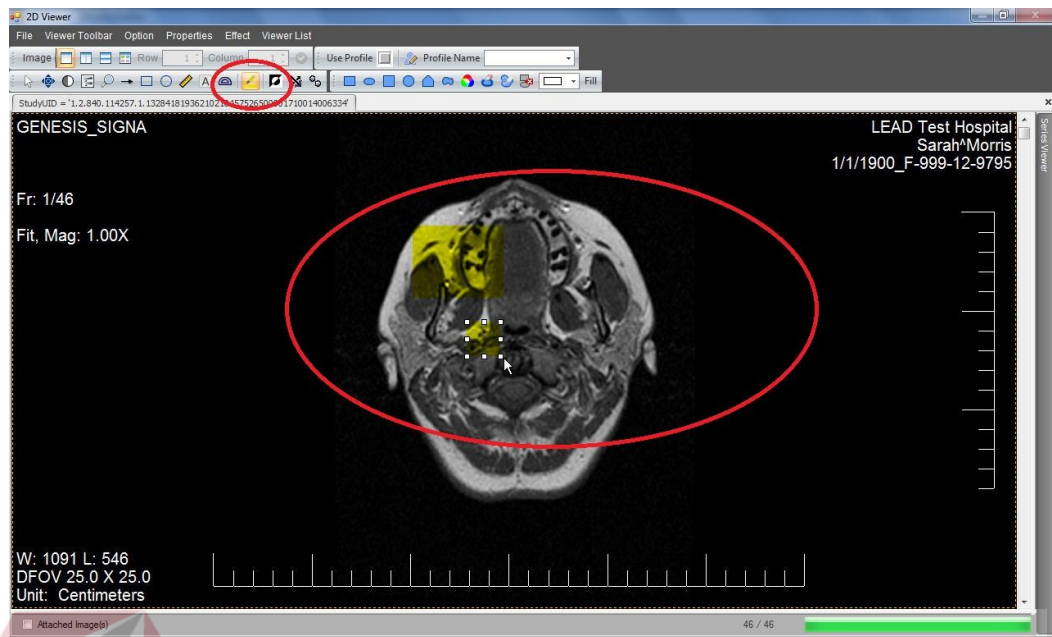 2D Viewer
File Viewer Toolbar Option Properties Effect Viewer List
Image Row 1 Column 1 Use Profile Profile Name
A Fill
GENESIS_SIGNA
LEAD Test Hospital
Sarah^Morris
1/1/1900_F-999-12-9795
Series Viewer
Fr: 1/46
Fit, Mag: 1.00X
W: 1091 L: 546
DFOV 25.0 X 25.0
Unit: Centimeters
Attached Image(s) 46 / 46